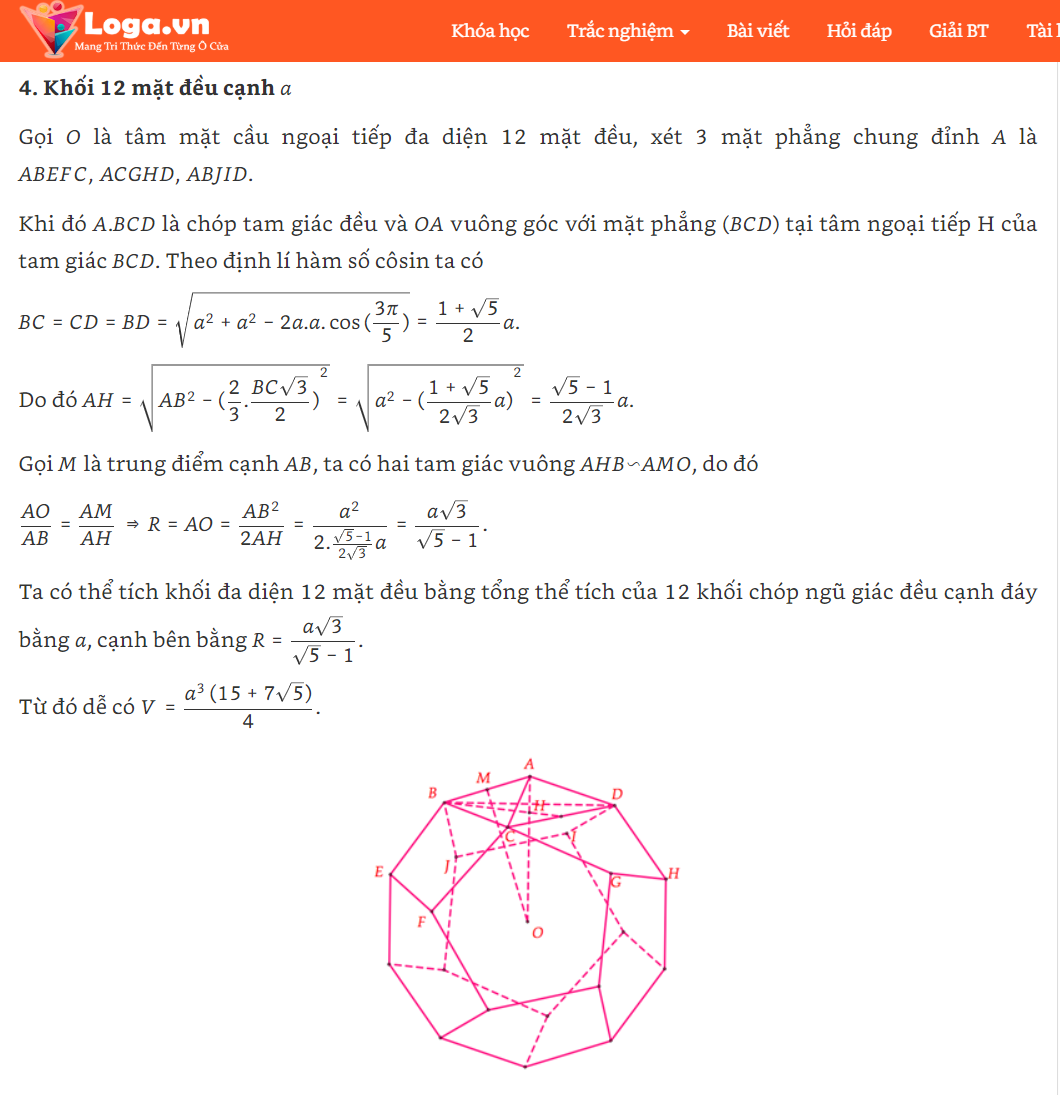 Loga.vn
Mang Tri Thức Đến Từng Ô Cửa
Khóa học Trắc nghiệm Bài viết Hỏi đáp Giải BT Tài l
4. Khối 12 mặt đều cạnh a
Gọi O là tâm mặt cầu ngoại tiếp đa diện 12 mặt đều, xét 3 mặt phẳng chung đỉnh A là
ABEFC, ACGHD, ABJID.
Khi đó A.BCD là chóp tam giác đều và OA vuông góc với mặt phẳng (BCD) tại tâm ngoại tiếp H của
tam giác BCD. Theo định lí hàm số côsin ta có
BC = CD = BD = √(a² + a² − 2a.a. cos(3π/5)) = (1 + √5)/2 a.
Do đó AH = √(AB² − (2/3 . BC√3/2)²) = √(a² − ((1 + √5)/(2√3) a)²) = (√5 − 1)/(2√3) a.
Gọi M là trung điểm cạnh AB, ta có hai tam giác vuông AHB∽AMO, do đó
AO/AB = AM/AH ⇒ R = AO = AB²/2AH = a²/(2.(√5−1)/(2√3) a) = a√3/(√5 − 1).
Ta có thể tích khối đa diện 12 mặt đều bằng tổng thể tích của 12 khối chóp ngũ giác đều cạnh đáy
bằng a, cạnh bên bằng R = a√3/(√5 − 1).
Từ đó dễ có V = a³ (15 + 7√5)/4.
A
M
B
D
H
C
I
J
E
G
H
F
O